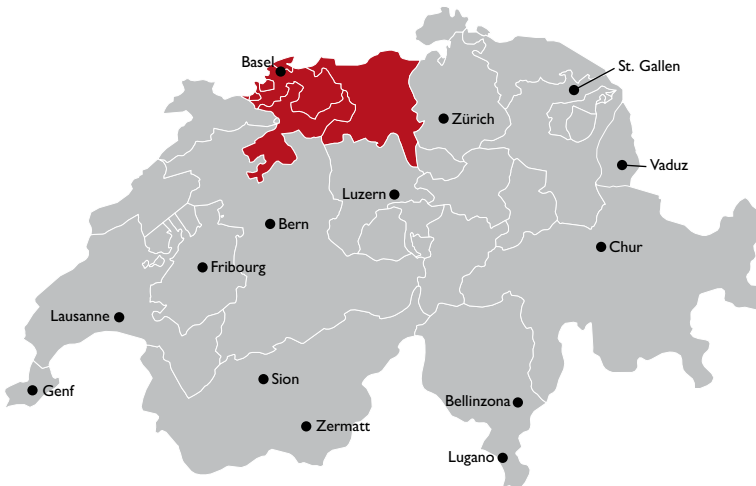 Basel
St. Gallen
Zürich
Vaduz
Luzern
Bern
Chur
Fribourg
Lausanne
Sion
Genf
Bellinzona
Zermatt
Lugano